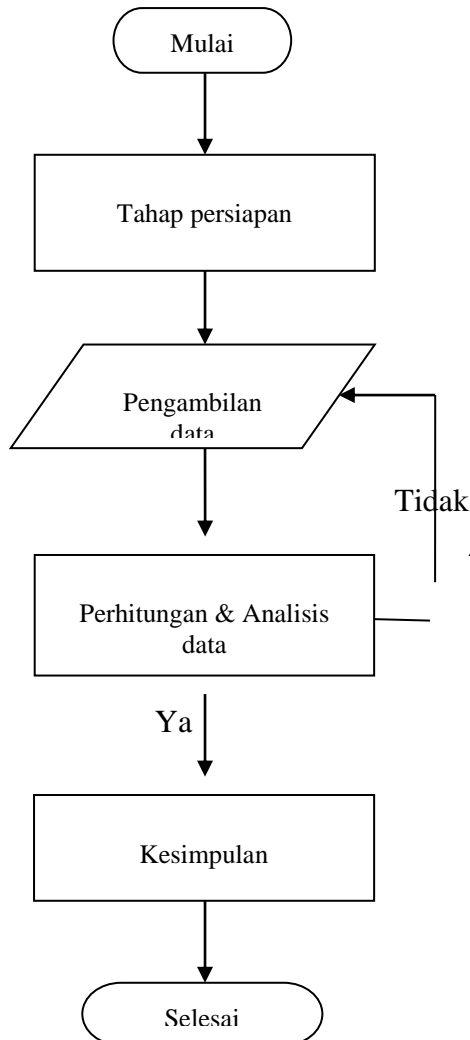 Mulai
Tahap persiapan
Pengambilan
data
Tidak
Perhitungan & Analisis
data
Ya
Kesimpulan
Selesai